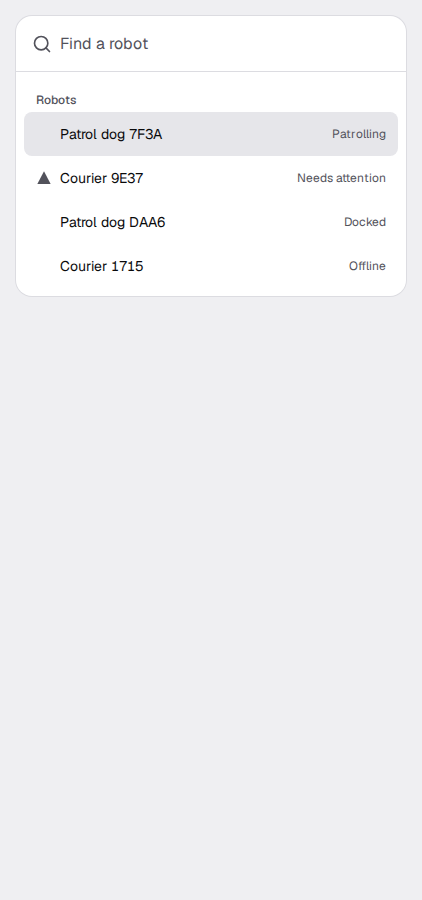 Find a robot
Robots
Patrol dog 7F3A Patrolling
Courier 9E37 Needs attention
Patrol dog DAA6 Docked
Courier 1715 Offline